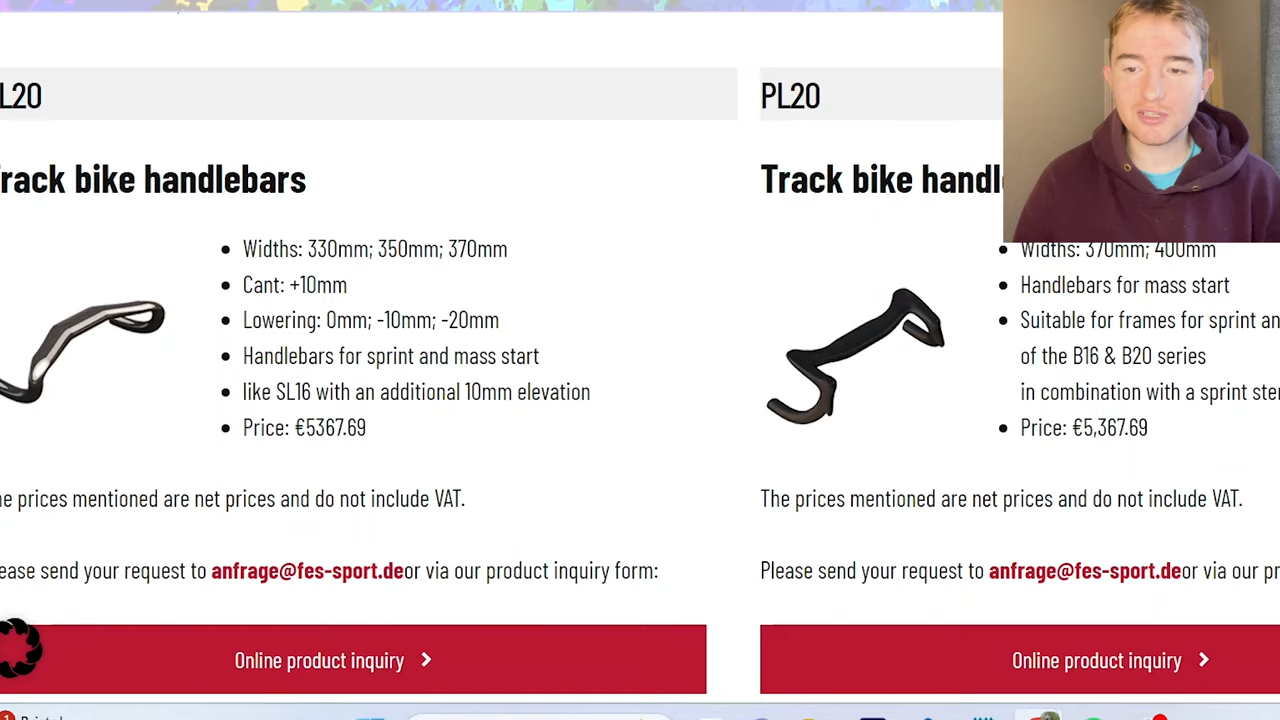 L20
rack bike handlebars
Widths: 330mm; 350mm; 370mm
Cant: +10mm
Lowering: 0mm; -10mm; -20mm
Handlebars for sprint and mass start
like SL16 with an additional 10mm elevation
Price: €5367.69
e prices mentioned are net prices and do not include VAT.
ease send your request to anfrage@fes-sport.deor via our product inquiry form:
Online product inquiry
PL20
Track bike handl
Widths: 370mm; 400mm
Handlebars for mass start
Suitable for frames for sprint an
of the B16 & B20 series
in combination with a sprint ste
Price: €5,367.69
The prices mentioned are net prices and do not include VAT.
Please send your request to anfrage@fes-sport.deor via our p
Online product inquiry
1